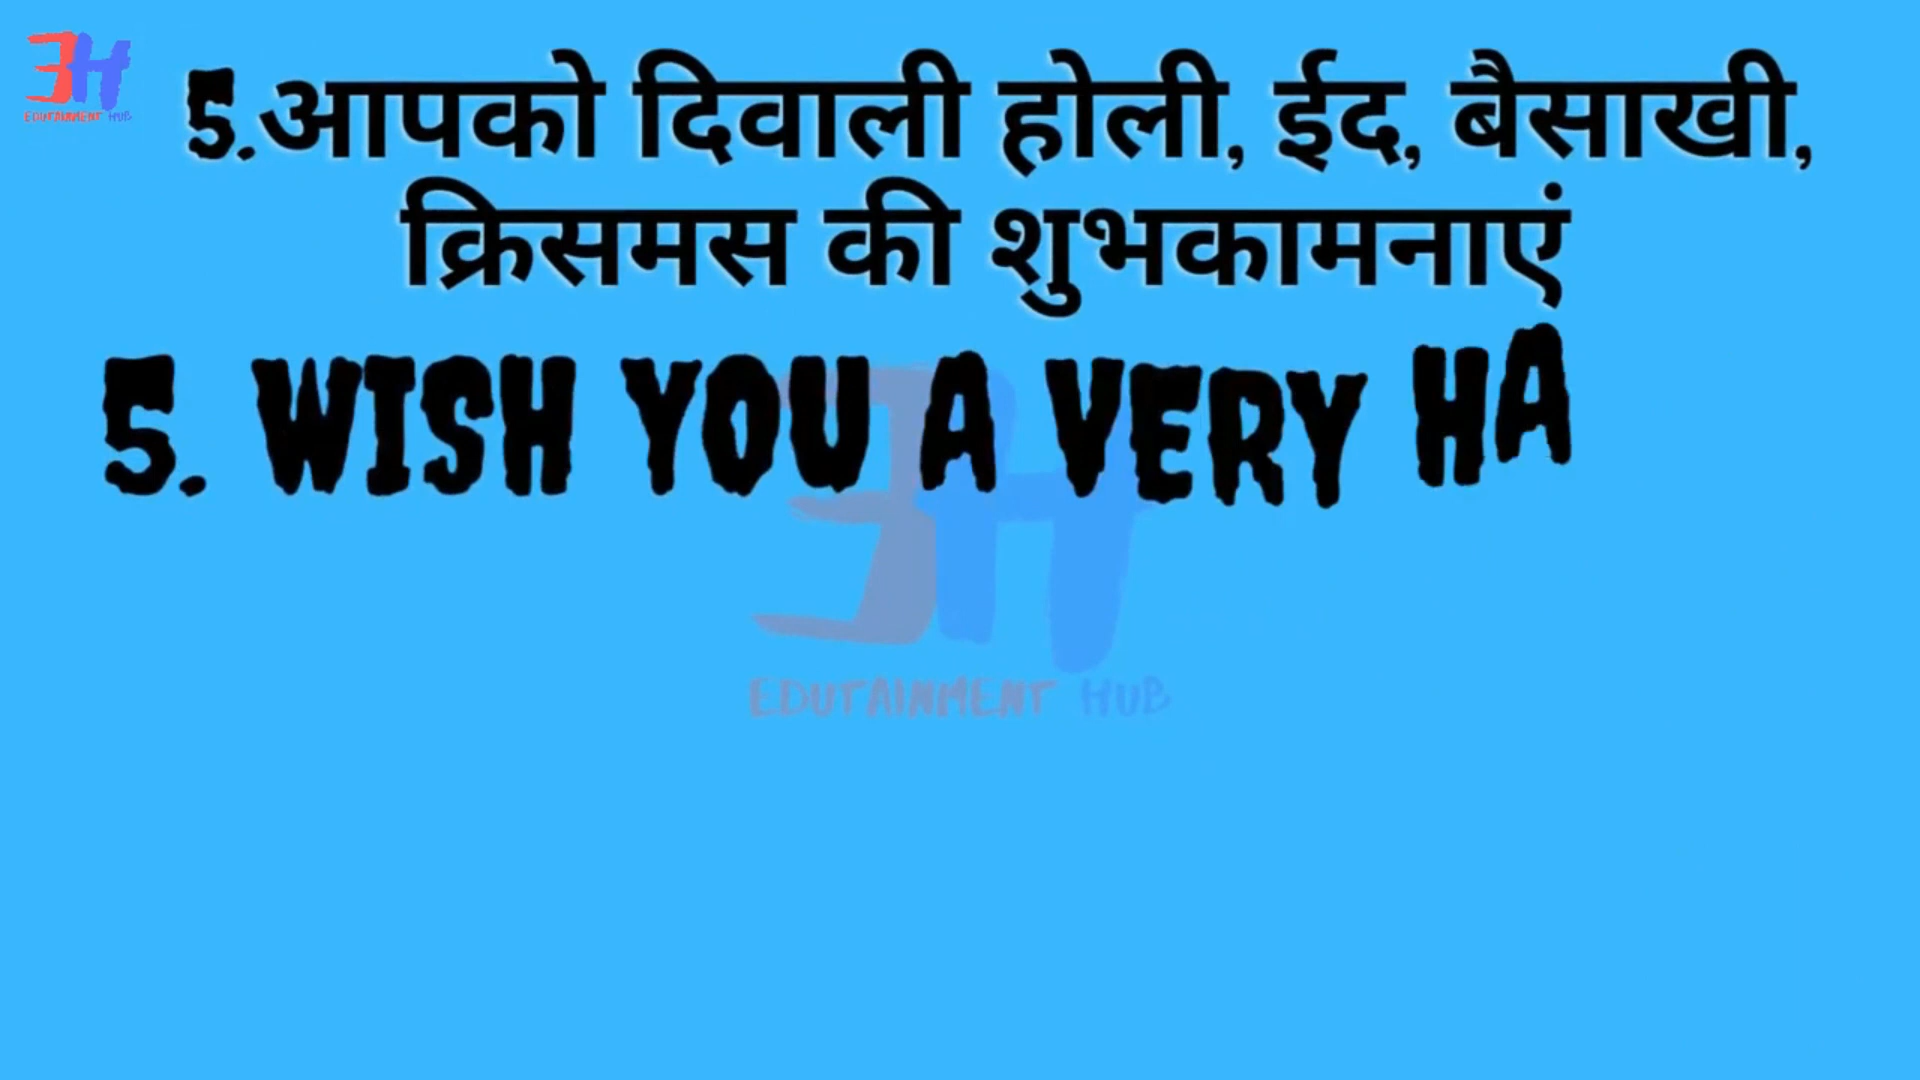 EH
EDUTAINMENT HUB
5.आपको दिवाली होली, ईद, बैसाखी,
क्रिसमस की शुभकामनाएं
5. WISH YOU A VERY HA
EH
EDUTAINMENT HUB